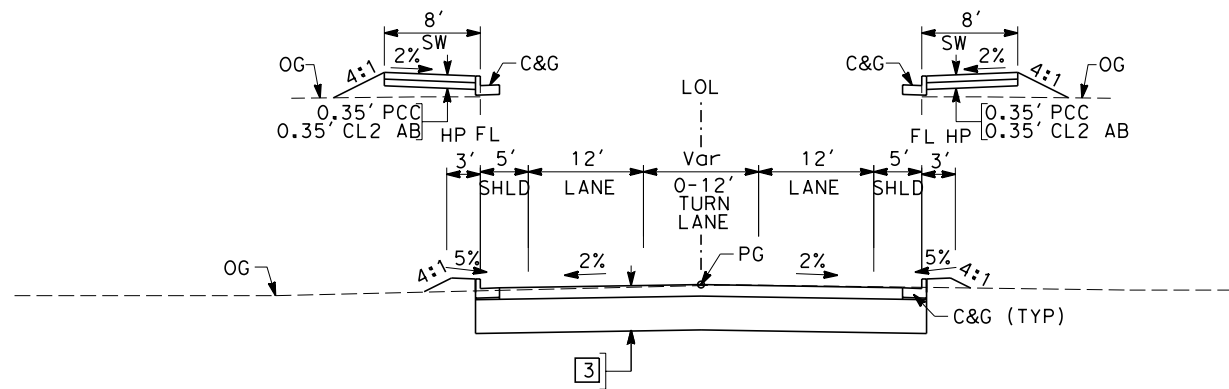 8' 8'
SW SW
2% 2%
OG 4:1 C&G C&G 4:1 OG
LOL
0.35' PCC 0.35' PCC
0.35' CL2 AB HP FL FL HP 0.35' CL2 AB
3' 5' 12' Var 12' 5' 3'
SHLD LANE 0-12' LANE SHLD
TURN
LANE
OG 4:1 5% 2% PG 2% 5% 4:1
C&G (TYP)
3